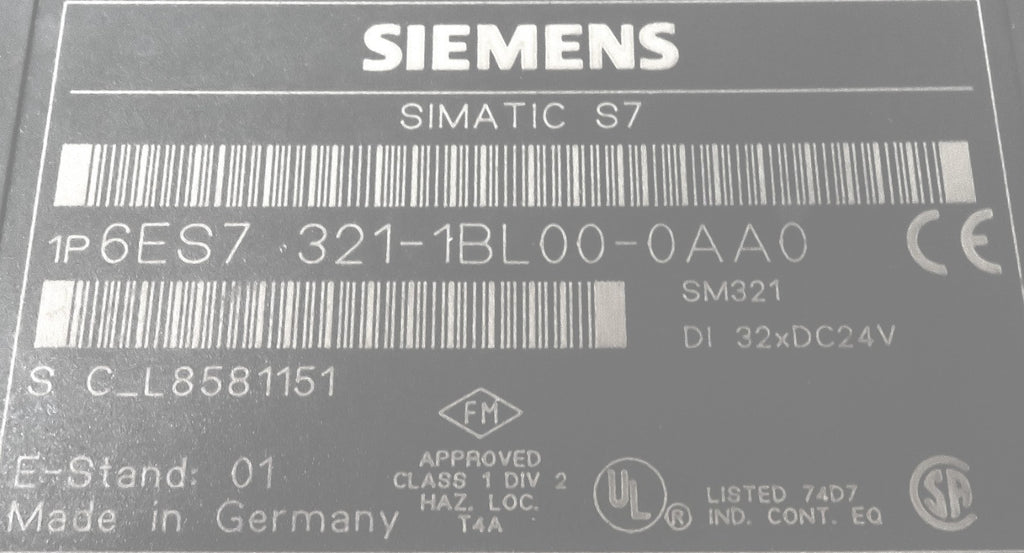 SIEMENS
SIMATIC S7
1P 6ES7 321-1BL00-0AA0
CE
SM321
DI 32xDC24V
S C_L8581151
FM
APPROVED
CLASS 1 DIV 2
HAZ. LOC.
T4A
E-Stand: 01
Made in Germany
UL ®
LISTED 74D7
IND. CONT. EQ
SA